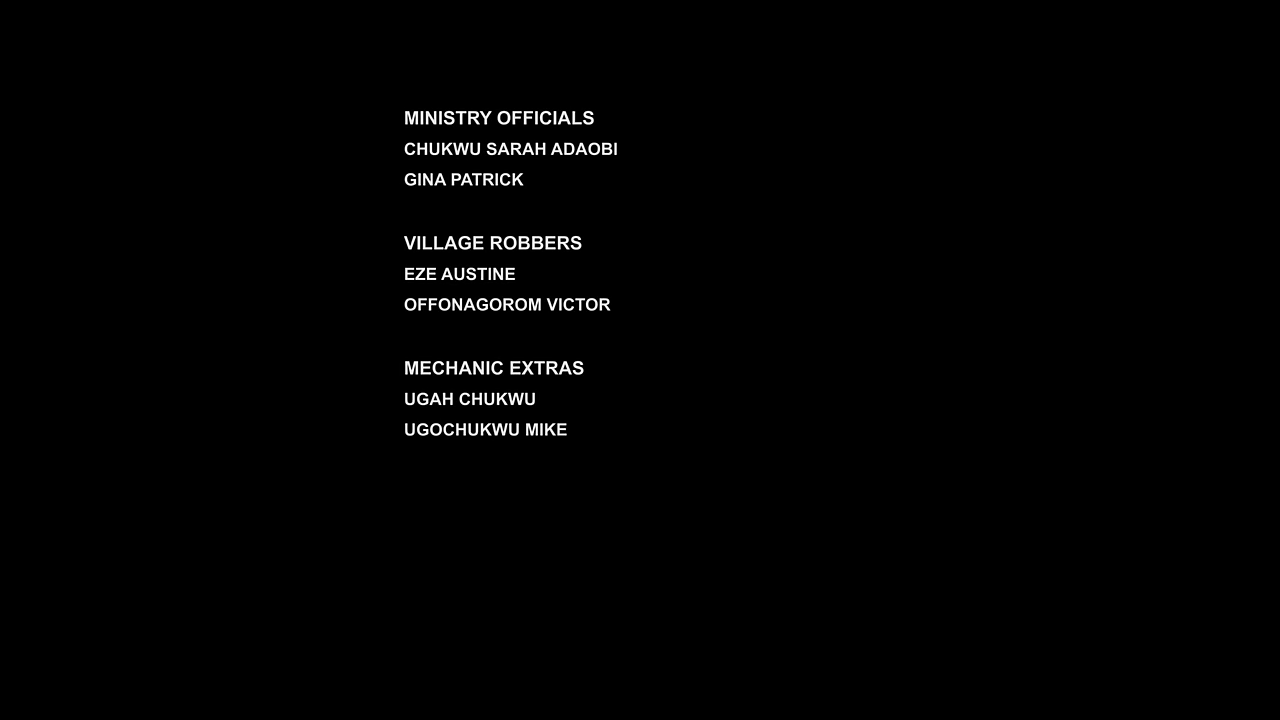 MINISTRY OFFICIALS
CHUKWU SARAH ADAOBI
GINA PATRICK
VILLAGE ROBBERS
EZE AUSTINE
OFFONAGOROM VICTOR
MECHANIC EXTRAS
UGAH CHUKWU
UGOCHUKWU MIKE